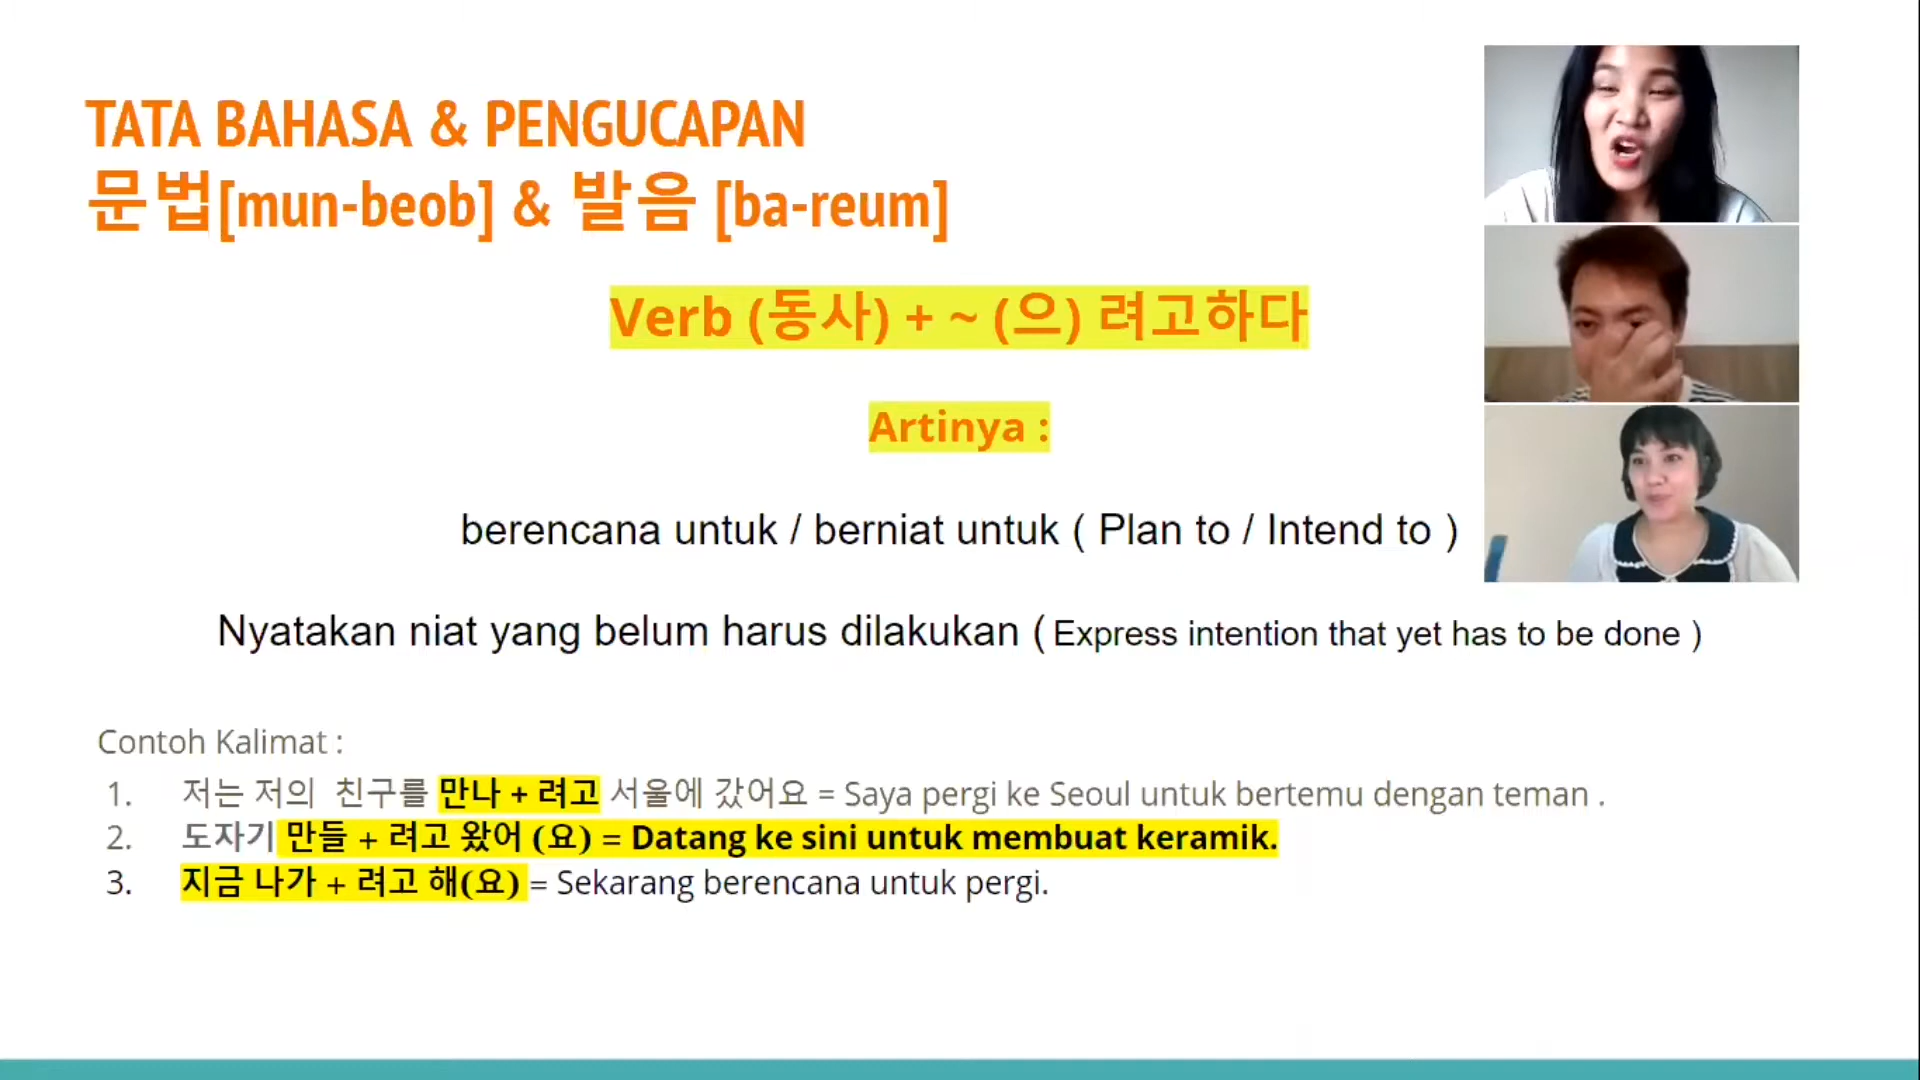 TATA BAHASA & PENGUCAPAN
문법[mun-beob] & 발음 [ba-reum]
Verb (동사) + ~ (으) 려고하다
Artinya :
berencana untuk / berniat untuk ( Plan to / Intend to )
Nyatakan niat yang belum harus dilakukan ( Express intention that yet has to be done )
Contoh Kalimat :
1. 저는 저의 친구를 만나 + 려고 서울에 갔어요 = Saya pergi ke Seoul untuk bertemu dengan teman .
2. 도자기 만들 + 려고 왔어 (요) = Datang ke sini untuk membuat keramik.
3. 지금 나가 + 려고 해(요) = Sekarang berencana untuk pergi.